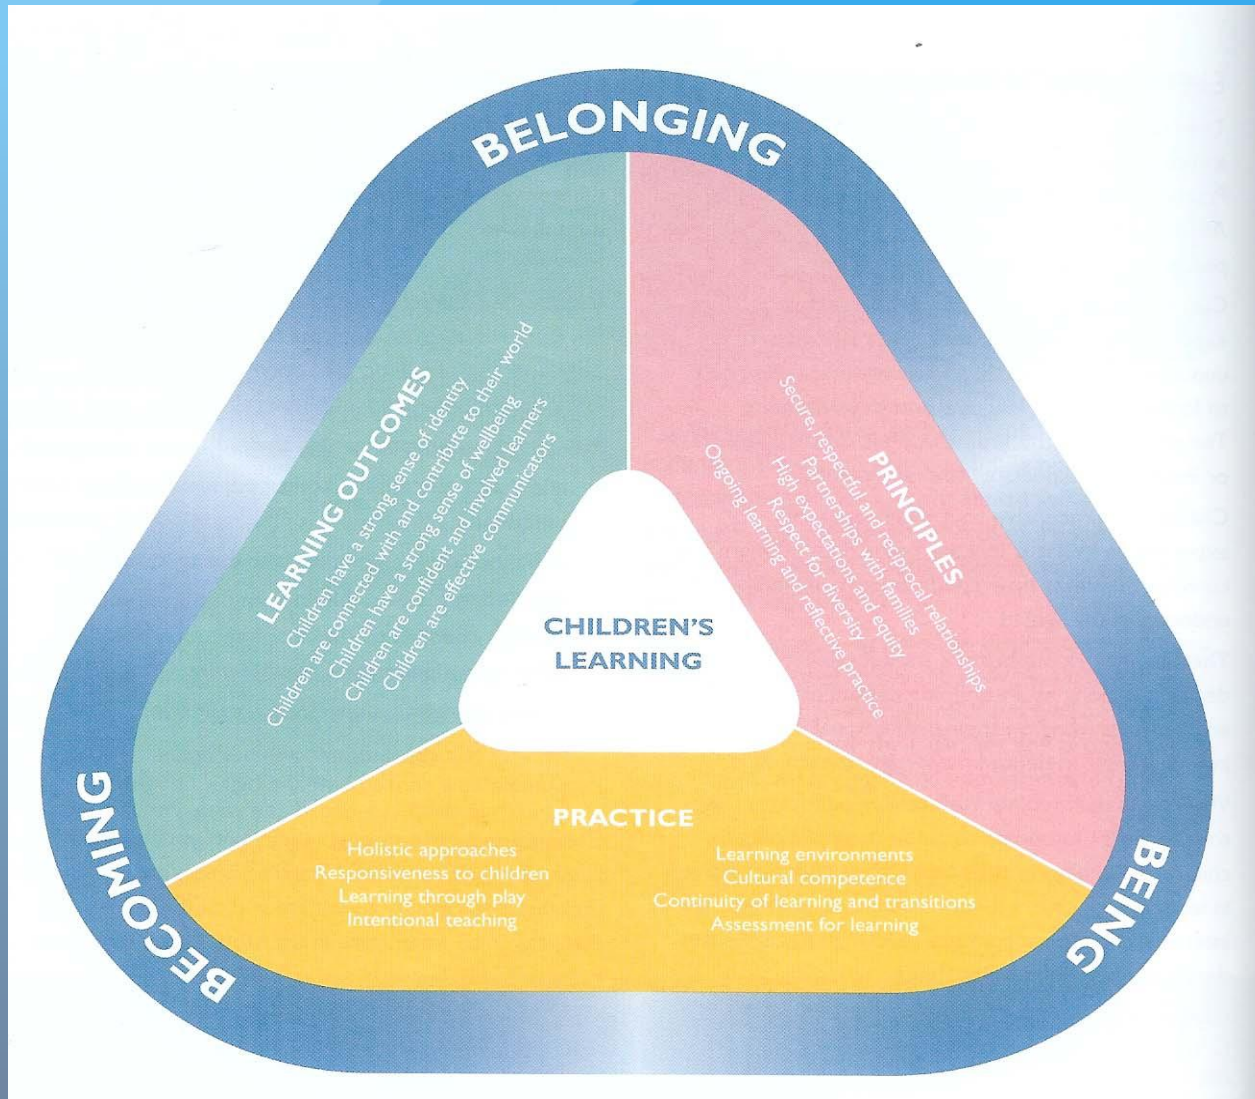 BELONGING
LEARNING OUTCOMES
Children have a strong sense of identity
Children are connected with and contribute to their world
Children have a strong sense of wellbeing
Children are confident and involved learners
Children are effective communicators
PRINCIPLES
Secure, respectful and reciprocal relationships
Partnerships with families
High expectations and equity
Respect for diversity
Ongoing learning and reflective practice
CHILDREN'S
LEARNING
PRACTICE
Holistic approaches
Responsiveness to children
Learning through play
Intentional teaching
Learning environments
Cultural competence
Continuity of learning and transitions
Assessment for learning
BECOMING
BEING